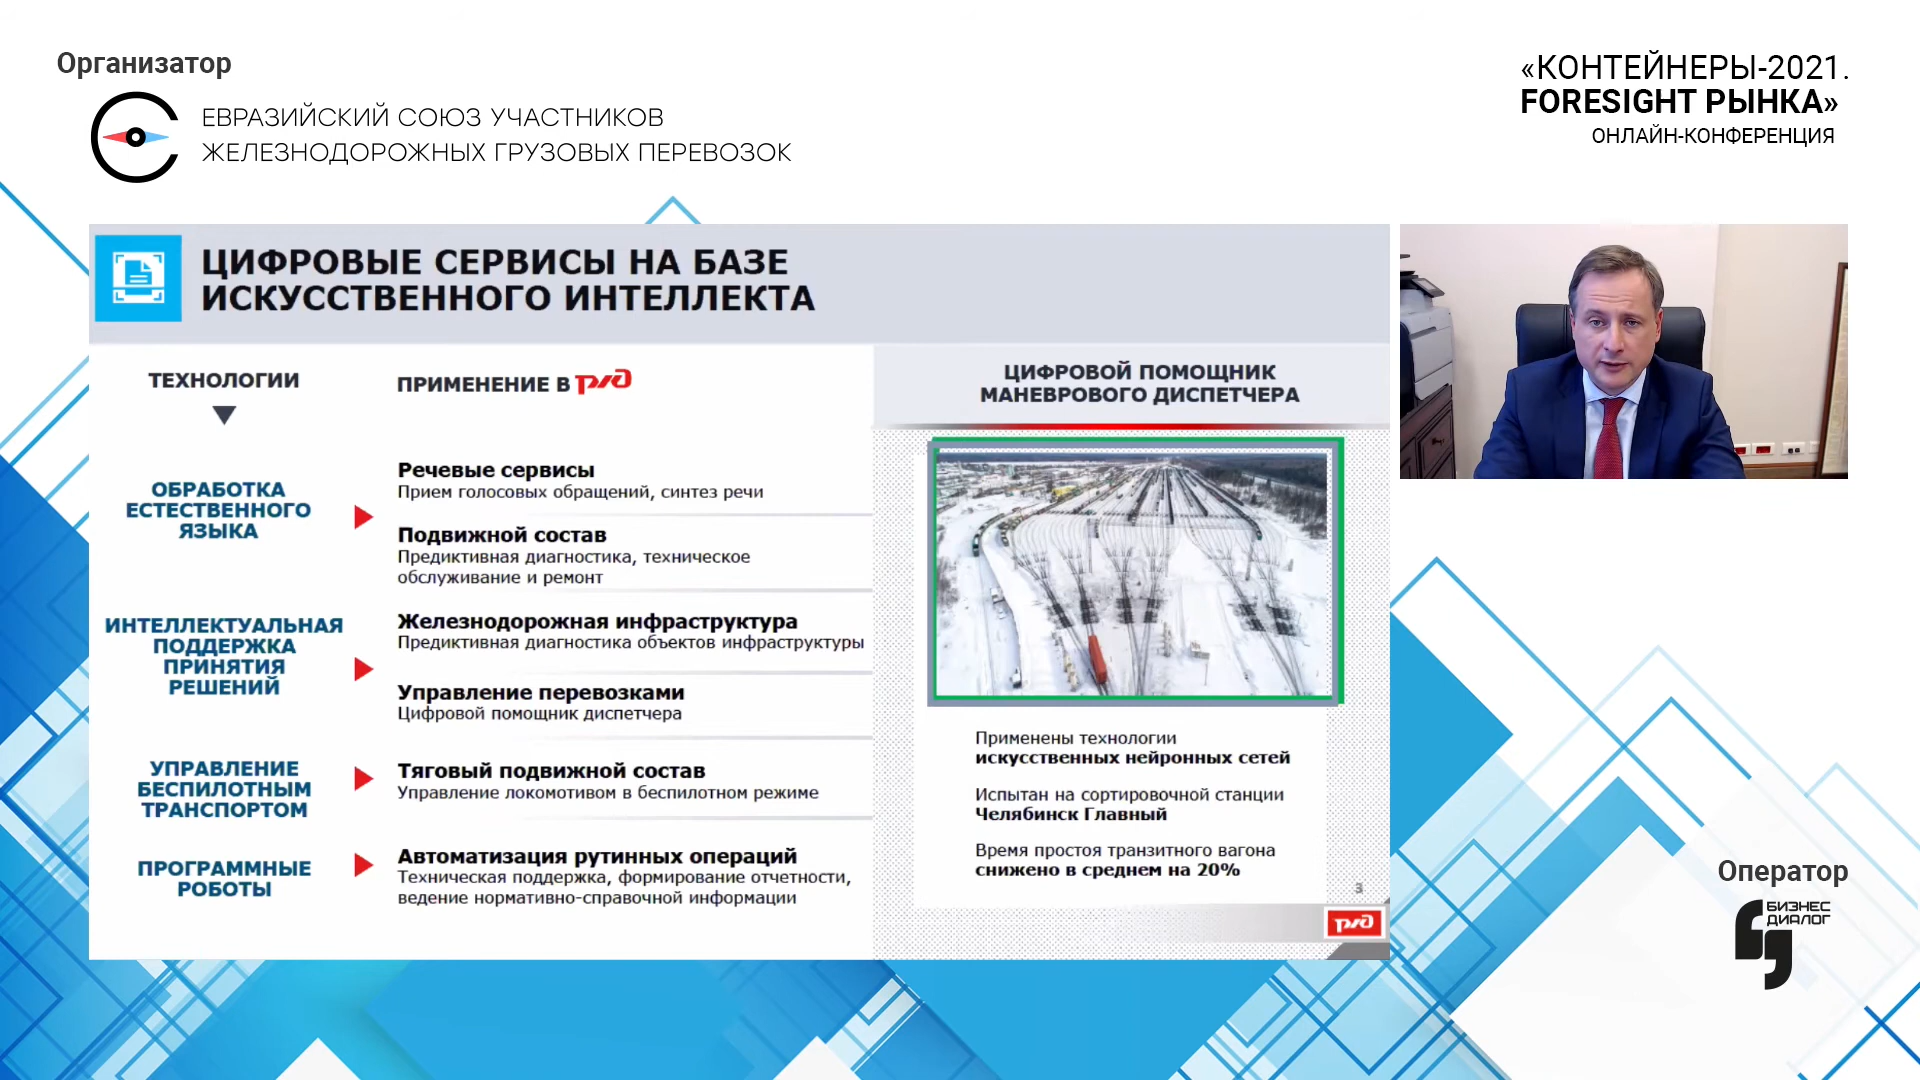 Организатор
ЕВРАЗИЙСКИЙ СОЮЗ УЧАСТНИКОВ
ЖЕЛЕЗНОДОРОЖНЫХ ГРУЗОВЫХ ПЕРЕВОЗОК
«КОНТЕЙНЕРЫ-2021.
FORESIGHT РЫНКА»
ОНЛАЙН-КОНФЕРЕНЦИЯ
ЦИФРОВЫЕ СЕРВИСЫ НА БАЗЕ
ИСКУССТВЕННОГО ИНТЕЛЛЕКТА
ТЕХНОЛОГИИ
ПРИМЕНЕНИЕ В РЖД
ОБРАБОТКА
ЕСТЕСТВЕННОГО
ЯЗЫКА
Речевые сервисы
Прием голосовых обращений, синтез речи
Подвижной состав
Предиктивная диагностика, техническое
обслуживание и ремонт
ИНТЕЛЛЕКТУАЛЬНАЯ
ПОДДЕРЖКА
ПРИНЯТИЯ
РЕШЕНИЙ
Железнодорожная инфраструктура
Предиктивная диагностика объектов инфраструктуры
Управление перевозками
Цифровой помощник диспетчера
УПРАВЛЕНИЕ
БЕСПИЛОТНЫМ
ТРАНСПОРТОМ
Тяговый подвижной состав
Управление локомотивом в беспилотном режиме
ПРОГРАММНЫЕ
РОБОТЫ
Автоматизация рутинных операций
Техническая поддержка, формирование отчетности,
ведение нормативно-справочной информации
ЦИФРОВОЙ ПОМОЩНИК
МАНЕВРОВОГО ДИСПЕТЧЕРА
Применены технологии
искусственных нейронных сетей
Испытан на сортировочной станции
Челябинск Главный
Время простоя транзитного вагона
снижено в среднем на 20%
3
РЖД
Оператор
БИЗНЕС
ДИАЛОГ